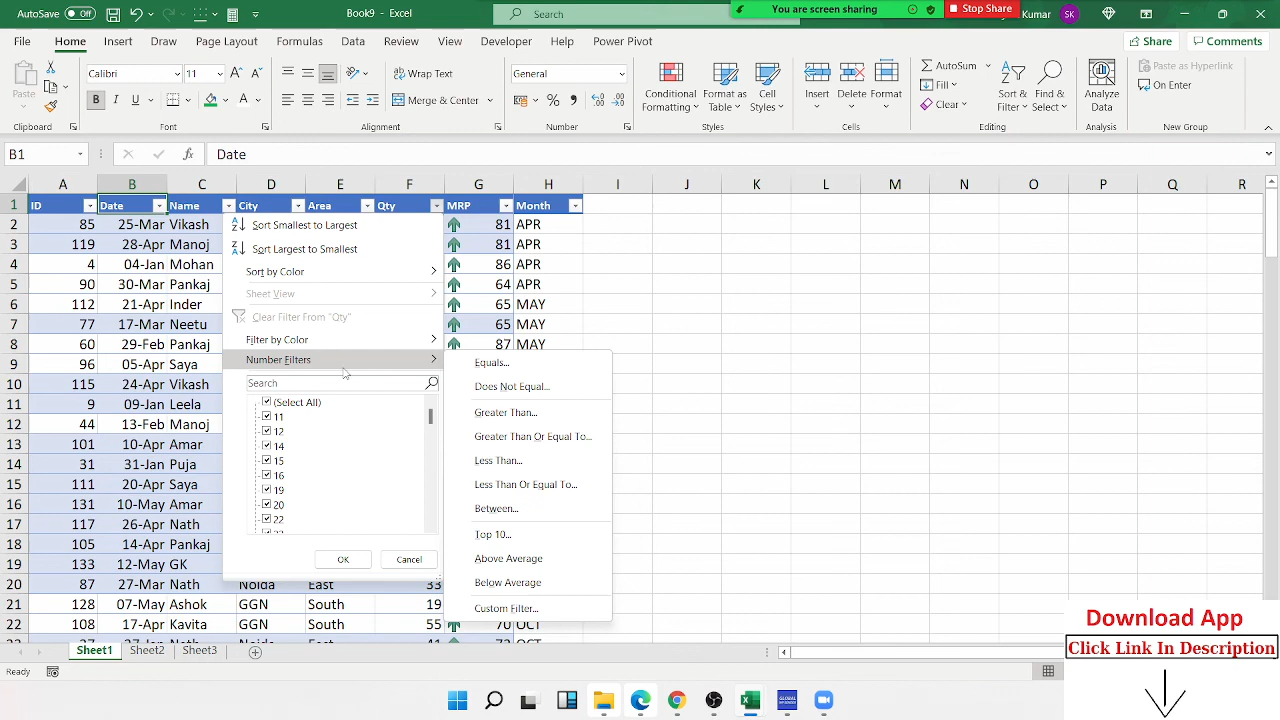 AutoSave Off Book1 - Excel Search You are screen sharing Stop Share Kumar SK
File Home Insert Draw Page Layout Formulas Data Review View Developer Help Power Pivot Share Comments
Paste Calibri 11 Wrap Text General Conditional Formatting Format as Table Cell Styles Insert Delete Format AutoSum Sort & Filter Find & Select Analyze Data Paste as Hyperlink
B I U Merge & Center Fill Clear On Enter
Clipboard Font Alignment Number Styles Cells Editing Analysis New Group
B1 Date
A B C D E F G H I J K L M N O P Q R
1 ID Date Name City Area Qty MRP Month
2 85 25-Mar Vikash 81 APR
3 119 28-Apr Manoj 81 APR
4 4 04-Jan Mohan 86 APR
5 90 30-Mar Pankaj 64 APR
6 112 21-Apr Inder 65 MAY
7 77 17-Mar Neetu 65 MAY
8 60 29-Feb Pankaj 87 MAY
9 96 05-Apr Saya
10 115 24-Apr Vikash
11 9 09-Jan Leela
12 44 13-Feb Manoj
13 101 10-Apr Amar
14 31 31-Jan Puja
15 111 20-Apr Saya
16 131 10-May Amar
17 117 26-Apr Nath
18 105 14-Apr Pankaj
19 133 12-May GK
20 87 27-Mar Nath Noida East 33
21 128 07-May Ashok GGN South 19
22 108 17-Apr Kavita GGN South 55 70 OCT
Sort Smallest to Largest
Sort Largest to Smallest
Sort by Color
Sheet View
Clear Filter From "Qty"
Filter by Color
Number Filters
Search
(Select All)
11
12
14
15
16
19
20
22
OK Cancel
Equals...
Does Not Equal...
Greater Than...
Greater Than Or Equal To...
Less Than...
Less Than Or Equal To...
Between...
Top 10...
Above Average
Below Average
Custom Filter...
Sheet1 Sheet2 Sheet3
Ready
Download App
Click Link In Description